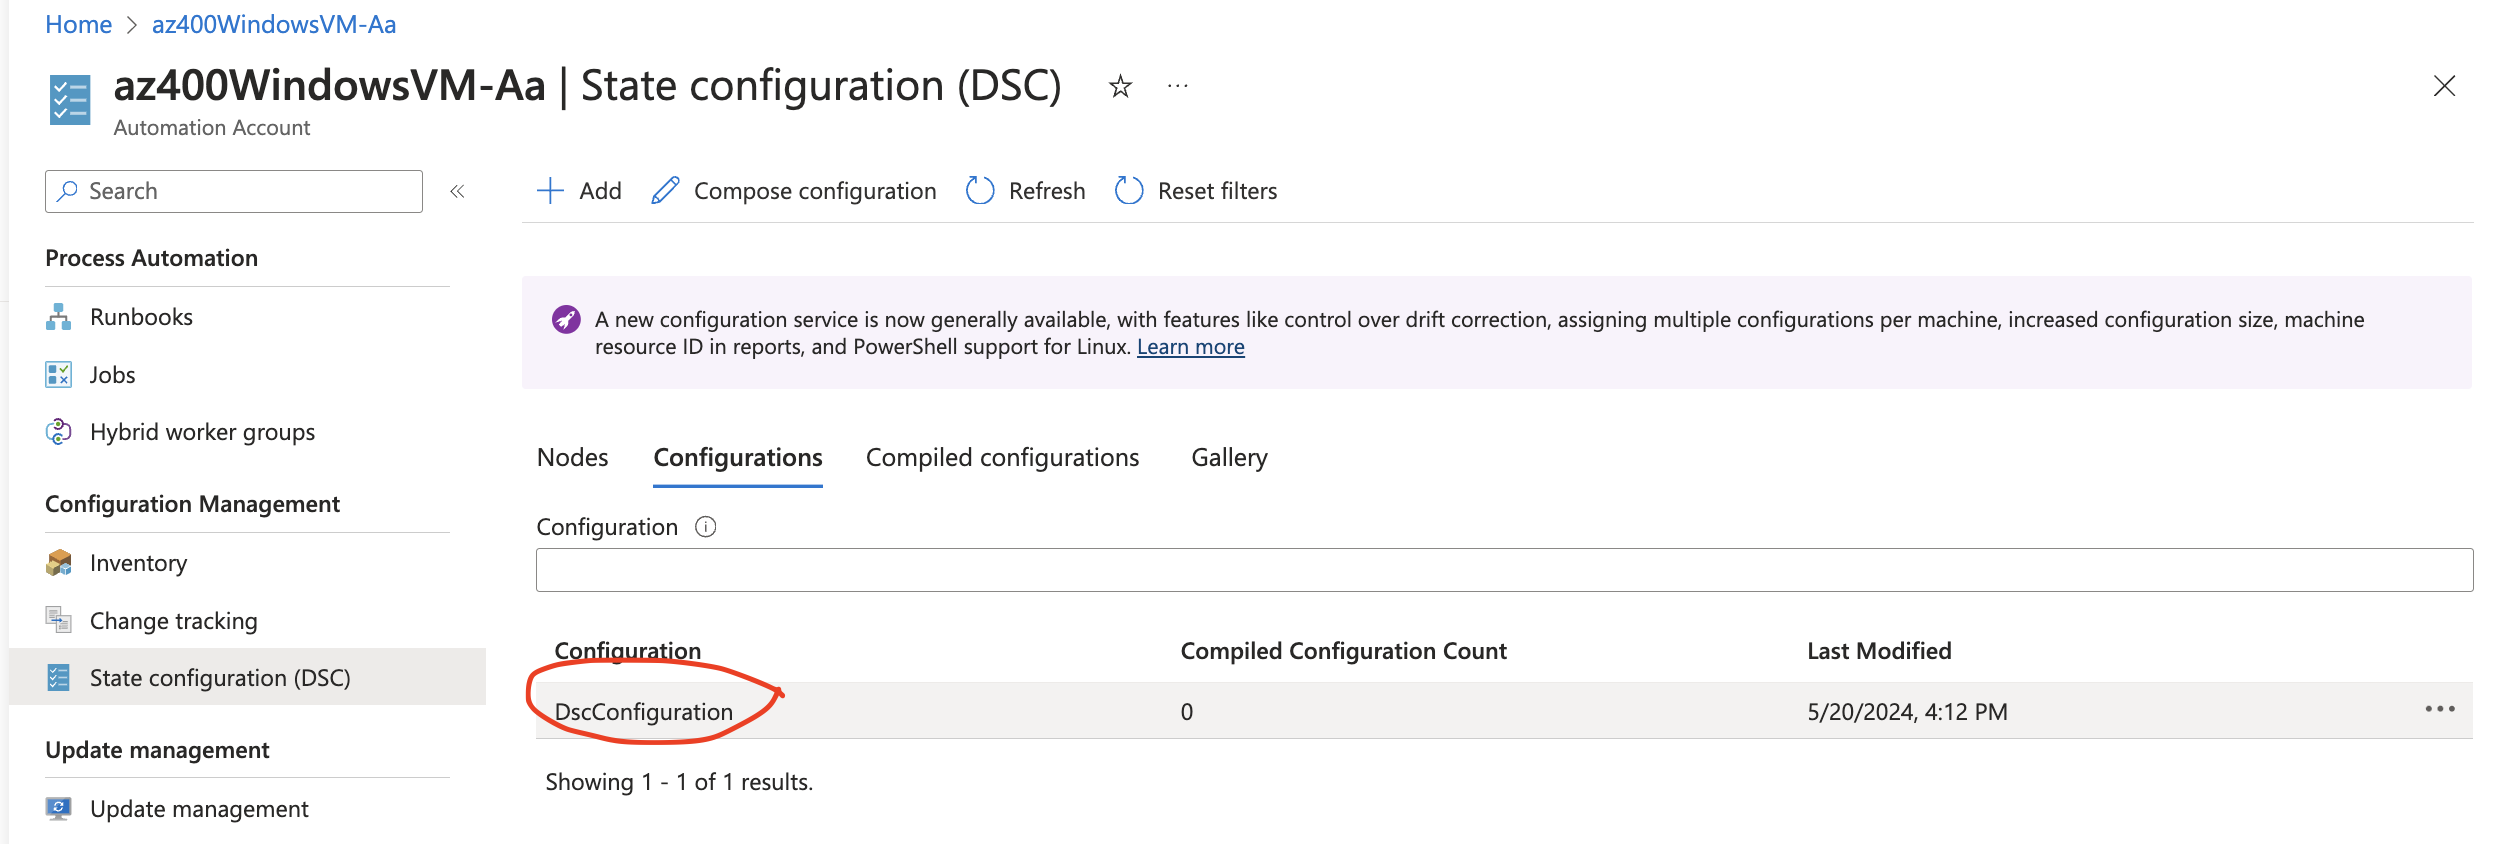 Home > az400WindowsVM-Aa
az400WindowsVM-Aa | State configuration (DSC) ☆ ···
Automation Account
Search «
Add Compose configuration Refresh Reset filters
Process Automation
Runbooks
Jobs
Hybrid worker groups
Configuration Management
Inventory
Change tracking
State configuration (DSC)
Update management
Update management
A new configuration service is now generally available, with features like control over drift correction, assigning multiple configurations per machine, increased configuration size, machine
resource ID in reports, and PowerShell support for Linux. Learn more
Nodes Configurations Compiled configurations Gallery
Configuration
Configuration Compiled Configuration Count Last Modified
DscConfiguration 0 5/20/2024, 4:12 PM •••
Showing 1 - 1 of 1 results.